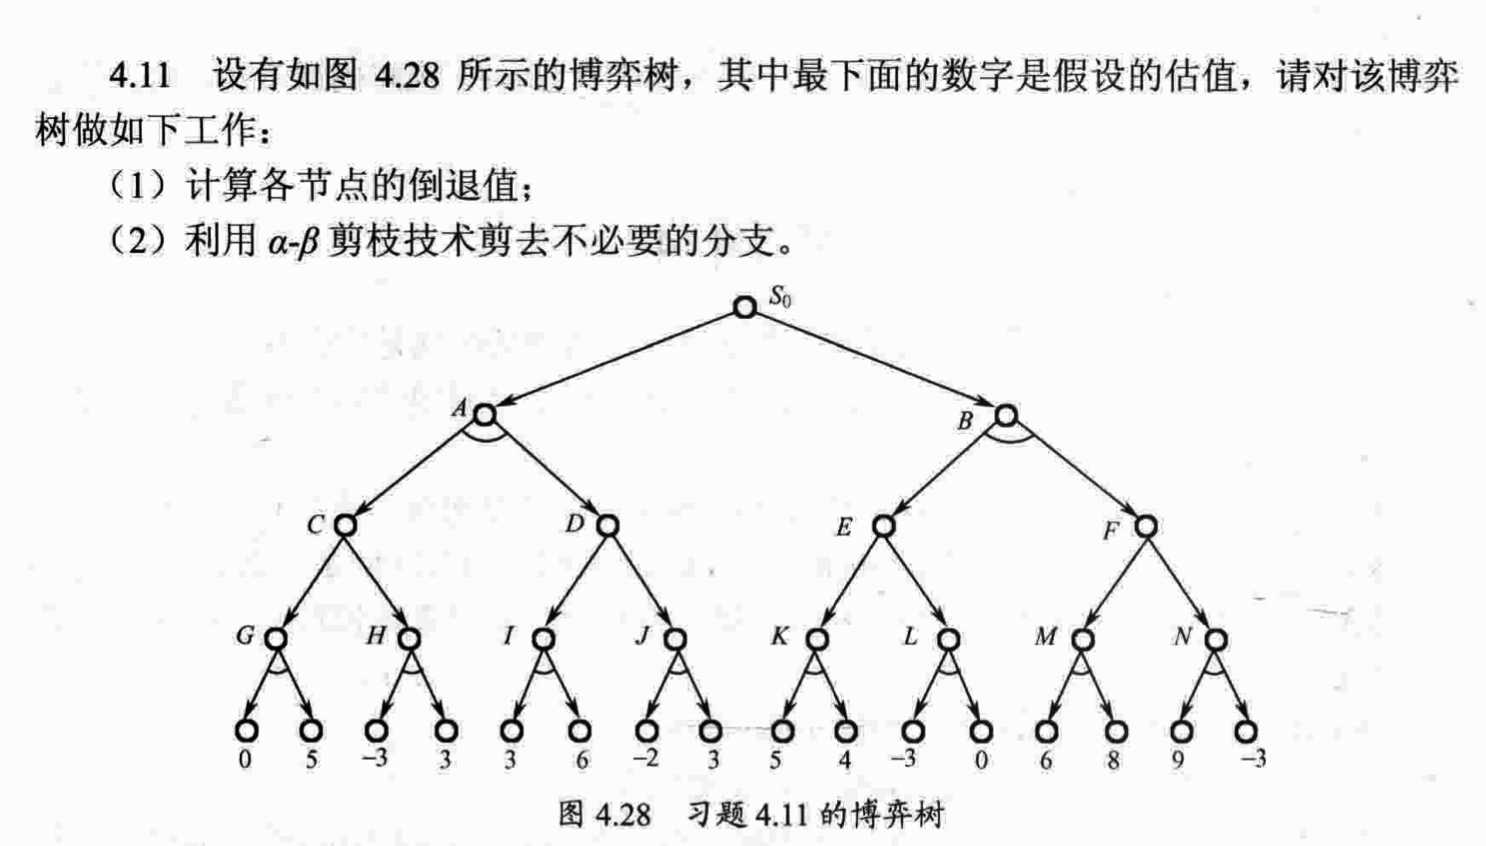 4.11 设有如图 4.28 所示的博弈树，其中最下面的数字是假设的估值，请对该博弈
树做如下工作：
（1）计算各节点的倒退值；
（2）利用 α-β 剪枝技术剪去不必要的分支。
S0
A B
C D E F
G H I J K L M N
0 5 -3 3 3 6 -2 3 5 4 -3 0 6 8 9 -3
图 4.28 习题 4.11 的博弈树